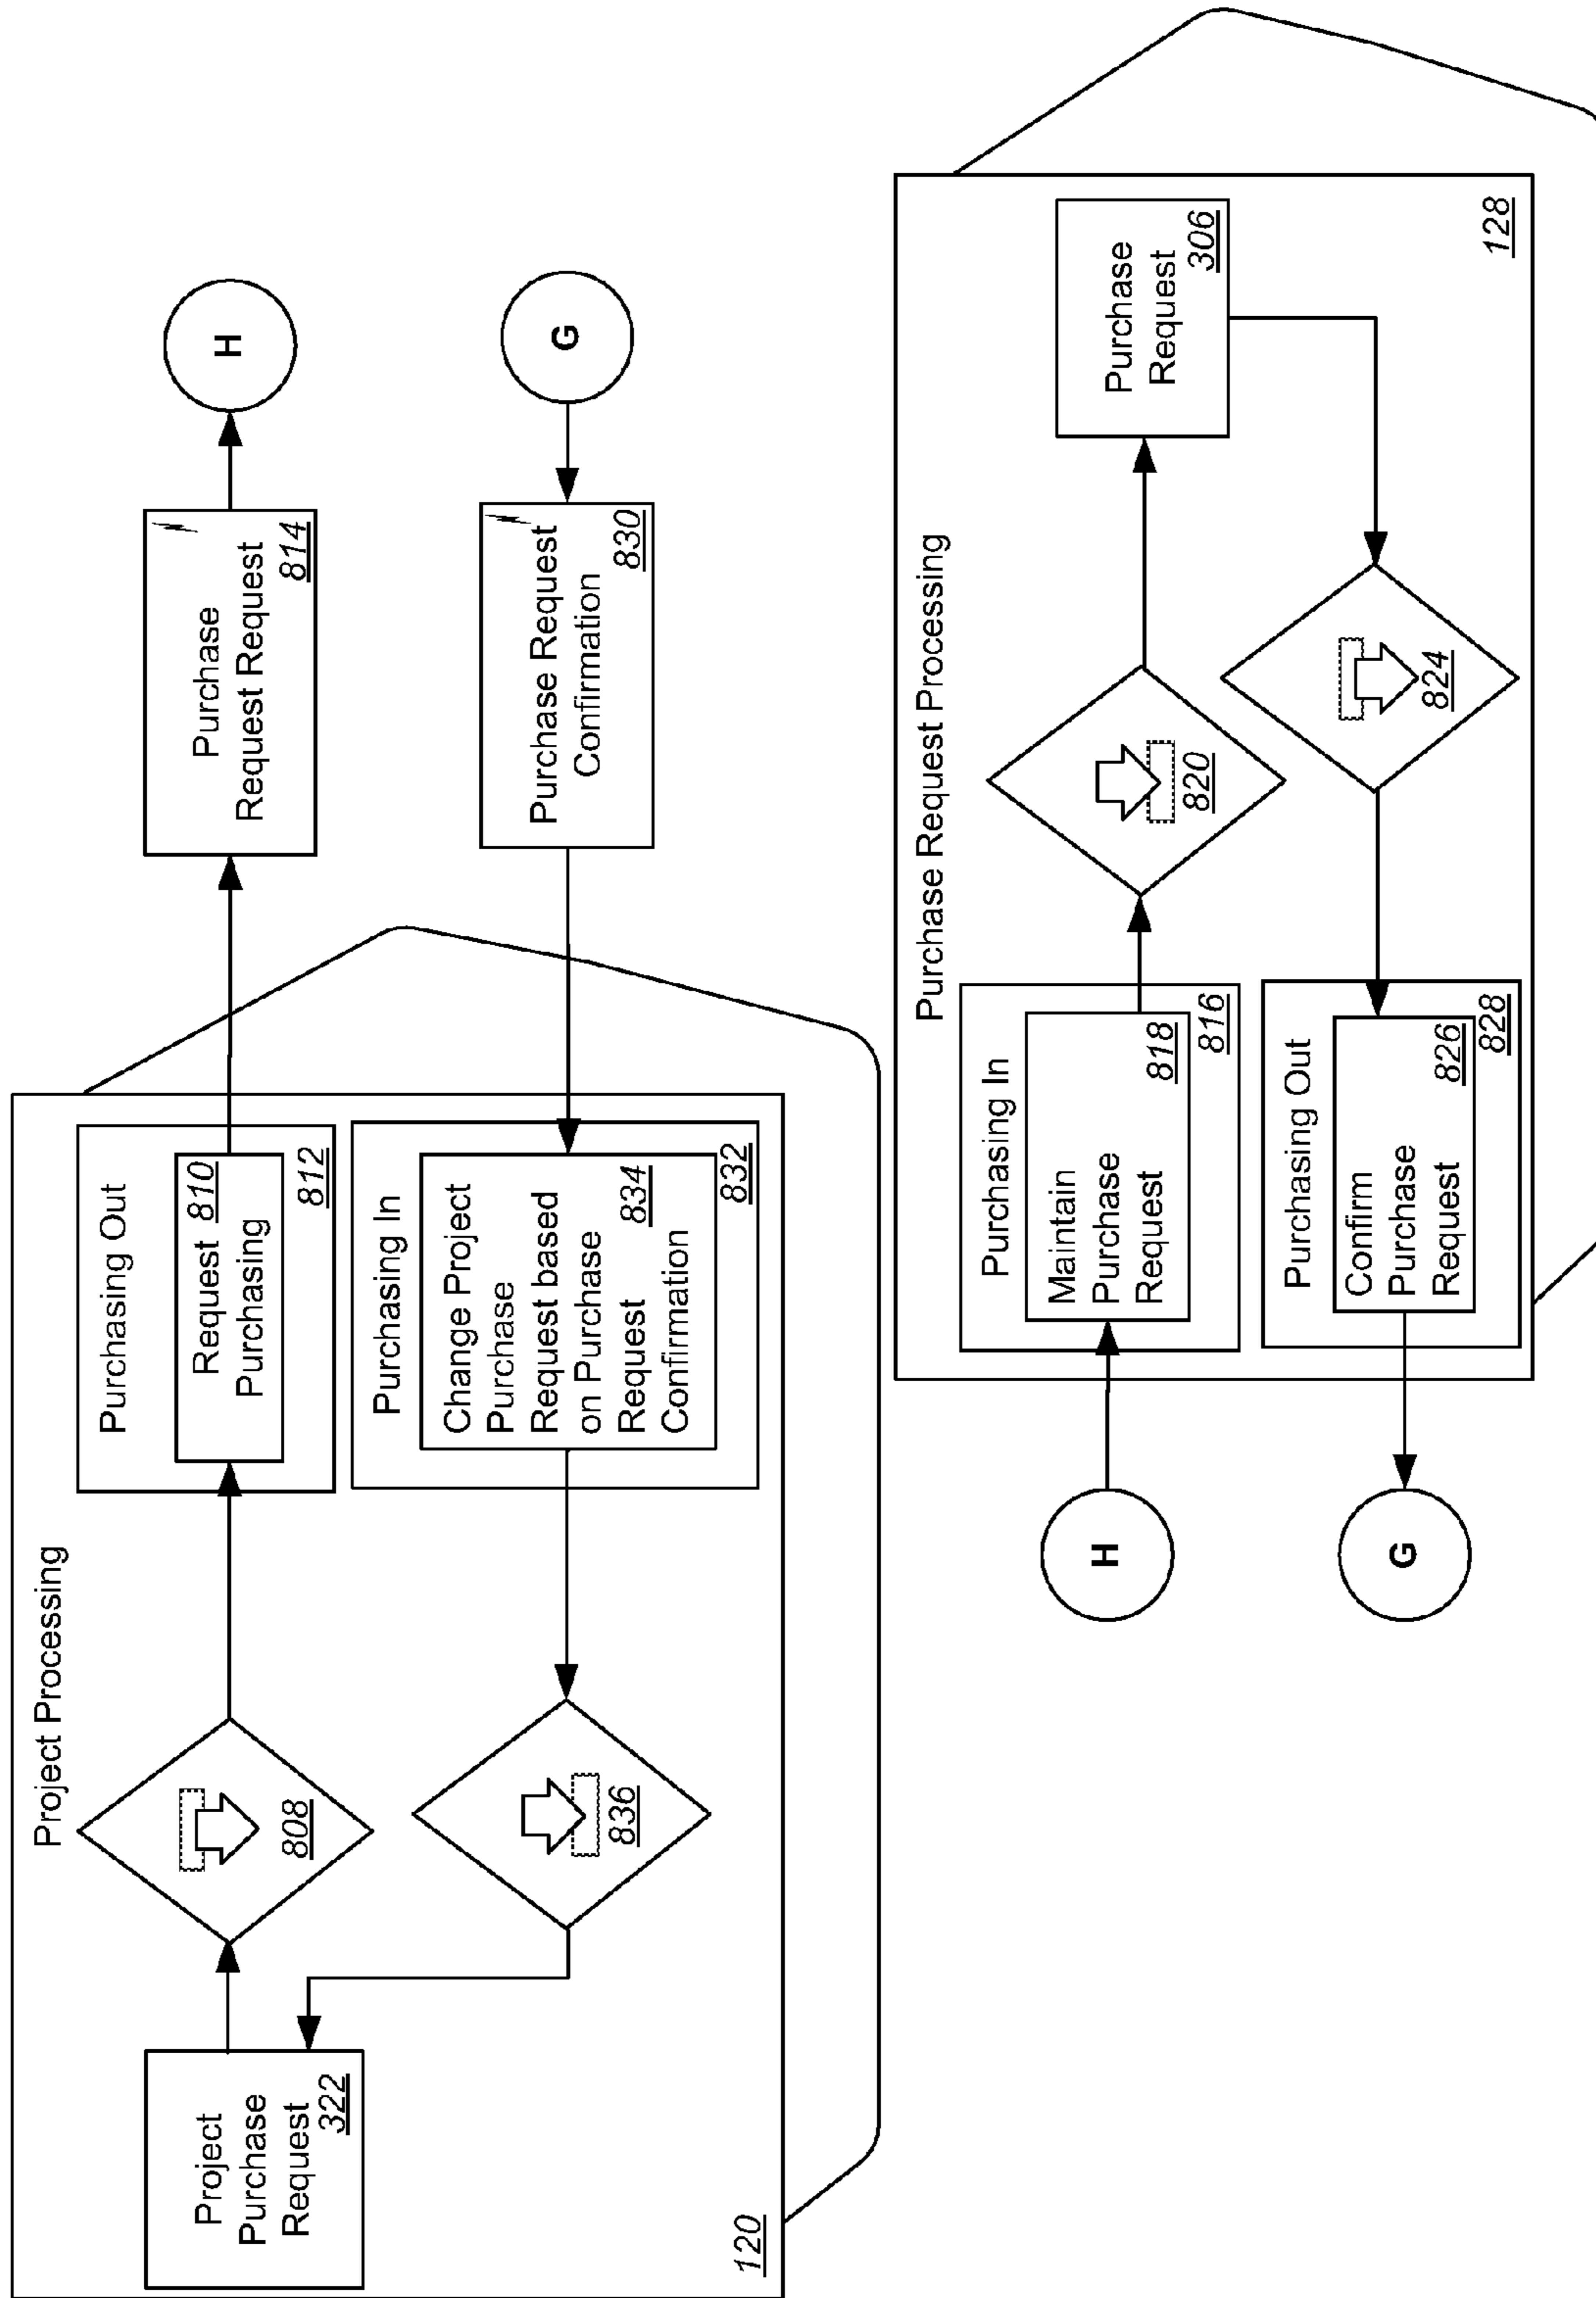 Project Processing
Project
Purchase
Request
322
808
Purchasing Out
Request 810
Purchasing
812
Purchase
Request Request
814
H
836
Purchasing In
Change Project
Purchase
Request based
on Purchase 834
Request
Confirmation
832
Purchase Request
Confirmation
830
G
120
Purchase Request Processing
H
Purchasing In
Maintain
Purchase
Request
818
816
820
Purchase
Request
306
G
Purchasing Out
Confirm
Purchase
Request
826
828
824
128